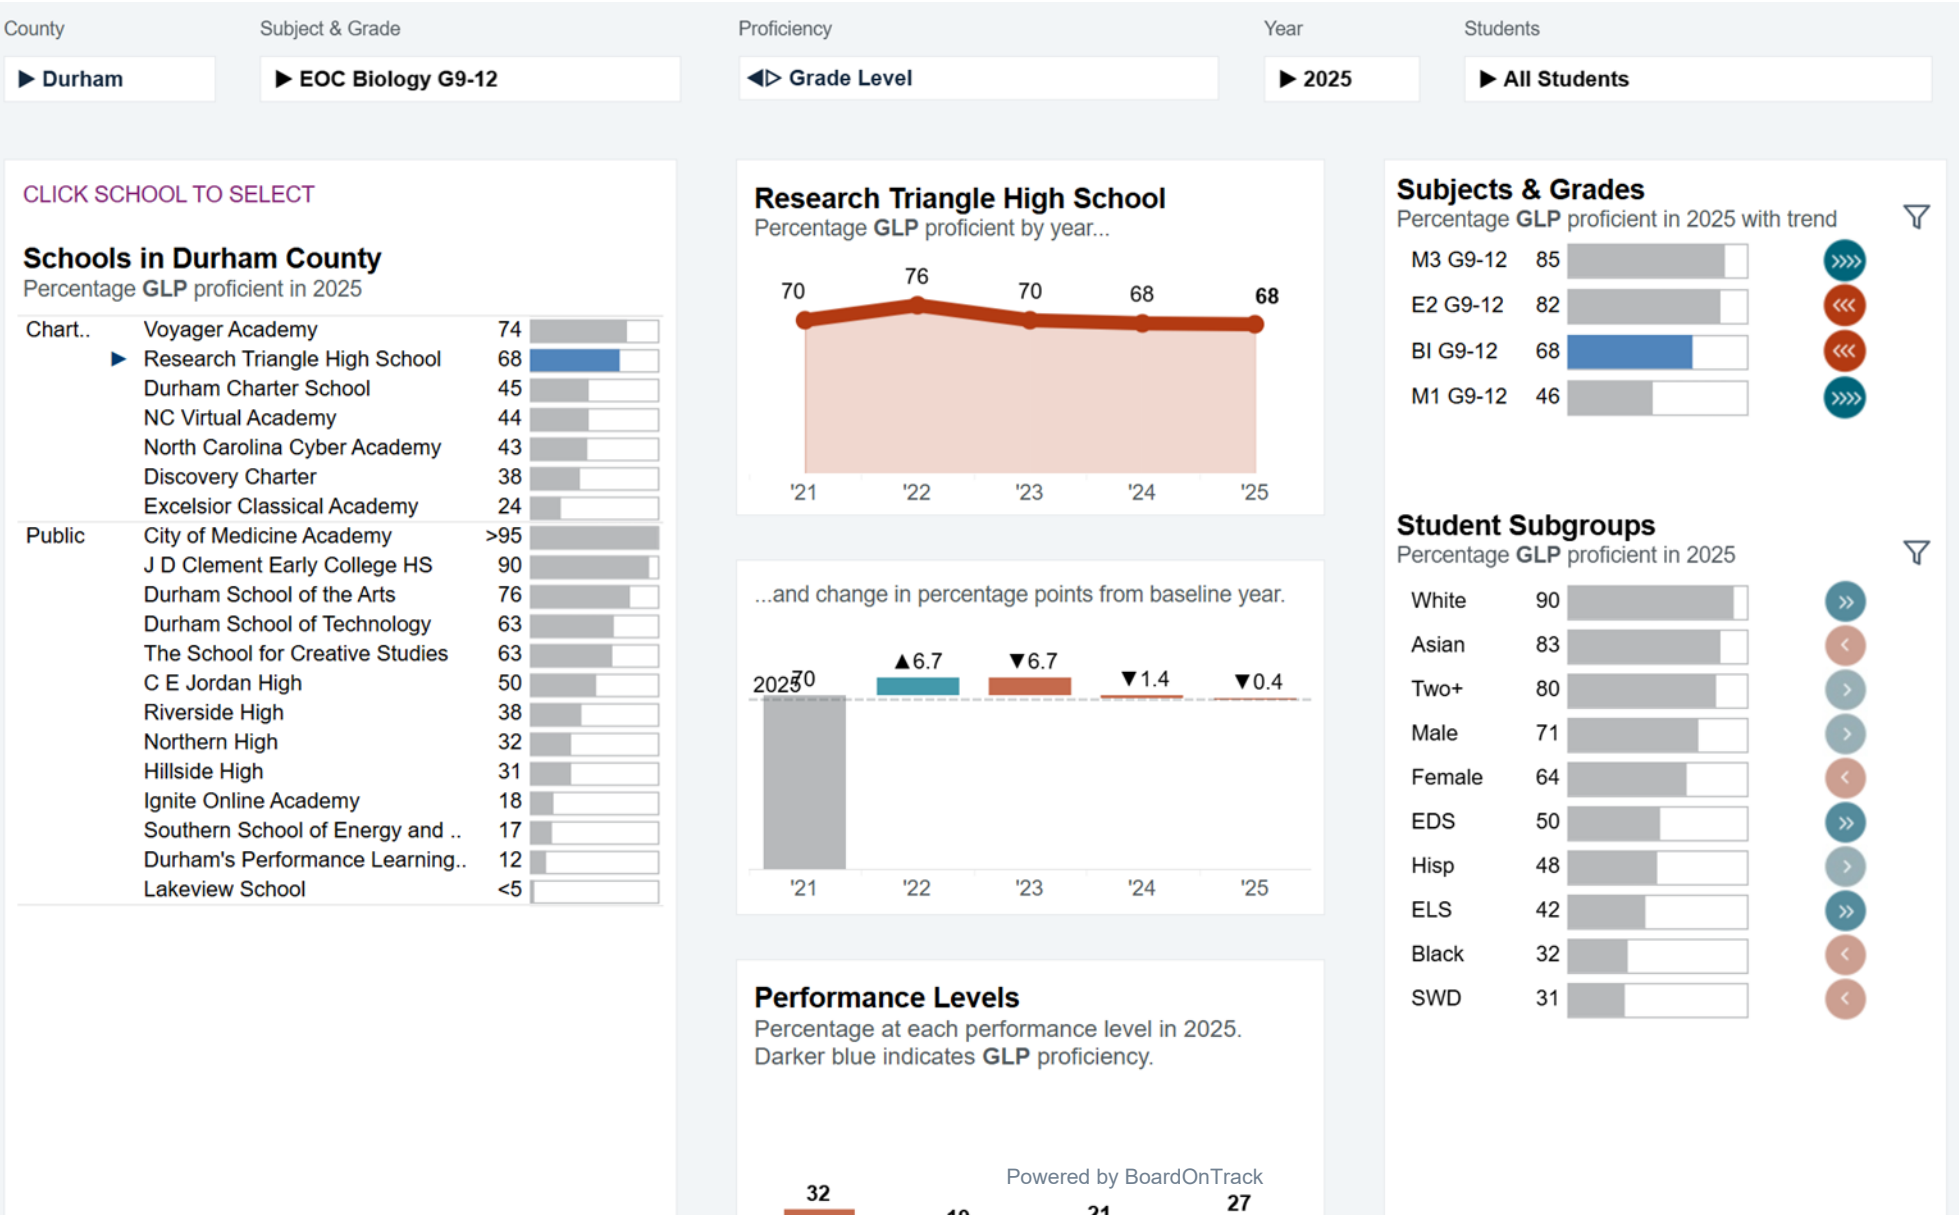 County
Subject & Grade
Proficiency
Year
Students
▶ Durham
▶ EOC Biology G9-12
◀▷ Grade Level
▶ 2025
▶ All Students
CLICK SCHOOL TO SELECT
Schools in Durham County
Percentage GLP proficient in 2025
Chart.. Voyager Academy 74
▶ Research Triangle High School 68
Durham Charter School 45
NC Virtual Academy 44
North Carolina Cyber Academy 43
Discovery Charter 38
Excelsior Classical Academy 24
Public City of Medicine Academy >95
J D Clement Early College HS 90
Durham School of the Arts 76
Durham School of Technology 63
The School for Creative Studies 63
C E Jordan High 50
Riverside High 38
Northern High 32
Hillside High 31
Ignite Online Academy 18
Southern School of Energy and .. 17
Durham's Performance Learning.. 12
Lakeview School <5
Research Triangle High School
Percentage GLP proficient by year...
70 76 70 68 68
'21 '22 '23 '24 '25
...and change in percentage points from baseline year.
2025 70 ▲6.7 ▼6.7 ▼1.4 ▼0.4
'21 '22 '23 '24 '25
Performance Levels
Percentage at each performance level in 2025.
Darker blue indicates GLP proficiency.
Powered by BoardOnTrack
32 19 21 27
Subjects & Grades
Percentage GLP proficient in 2025 with trend
M3 G9-12 85
E2 G9-12 82
BI G9-12 68
M1 G9-12 46
Student Subgroups
Percentage GLP proficient in 2025
White 90
Asian 83
Two+ 80
Male 71
Female 64
EDS 50
Hisp 48
ELS 42
Black 32
SWD 31